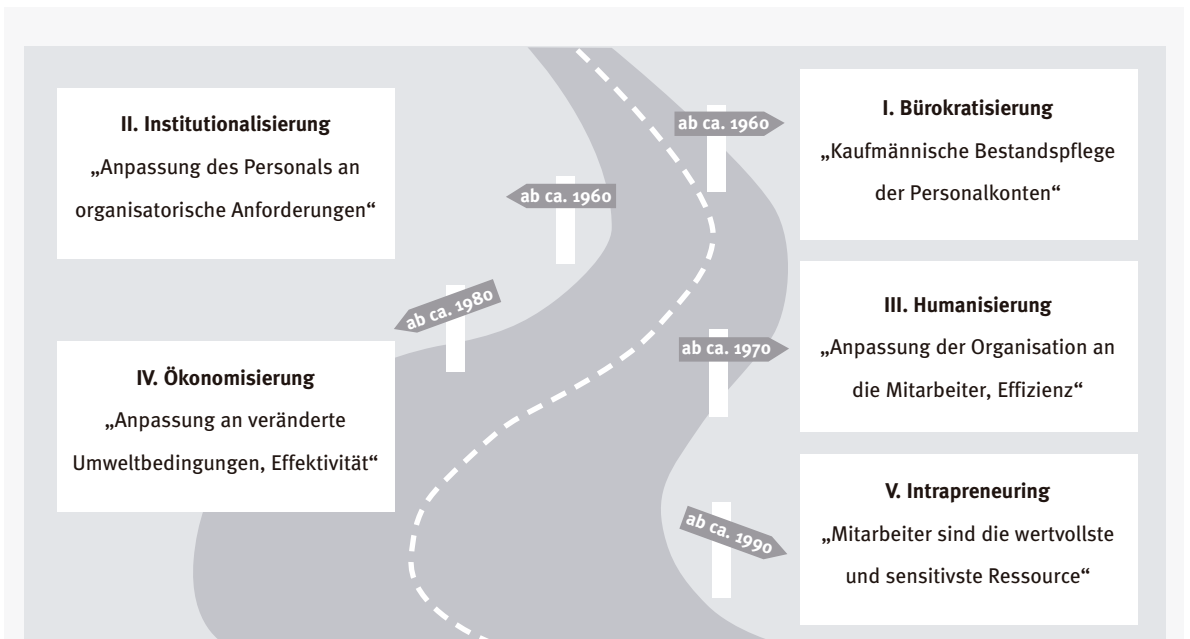 I. Bürokratisierung
„Kaufmännische Bestandspflege
der Personalkonten“
ab ca. 1960
II. Institutionalisierung
„Anpassung des Personals an
organisatorische Anforderungen“
ab ca. 1960
III. Humanisierung
„Anpassung der Organisation an
die Mitarbeiter, Effizienz“
ab ca. 1970
IV. Ökonomisierung
„Anpassung an veränderte
Umweltbedingungen, Effektivität“
ab ca. 1980
V. Intrapreneuring
„Mitarbeiter sind die wertvollste
und sensitivste Ressource“
ab ca. 1990